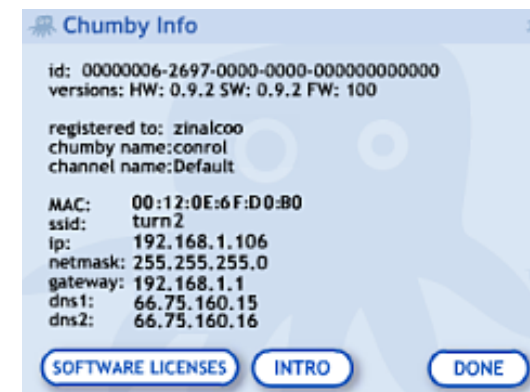 Chumby Info
id: 00000006-2697-0000-0000-000000000000
versions: HW: 0.9.2 SW: 0.9.2 FW: 100
registered to: zinalcoo
chumby name:conrol
channel name:Default
MAC: 00:12:0E:6F:D0:B0
ssid: turn2
ip: 192.168.1.106
netmask: 255.255.255.0
gateway: 192.168.1.1
dns1: 66.75.160.15
dns2: 66.75.160.16
SOFTWARE LICENSES INTRO DONE